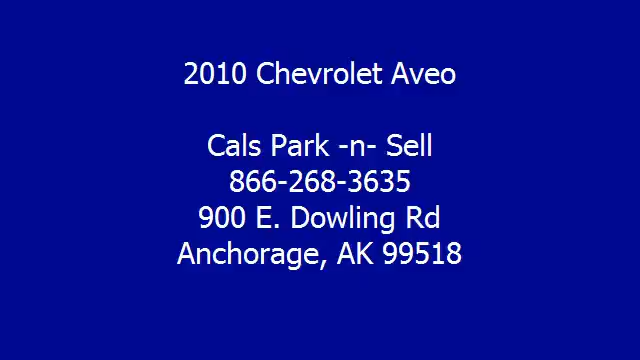 2010 Chevrolet Aveo
Cals Park -n- Sell
866-268-3635
900 E. Dowling Rd
Anchorage, AK 99518